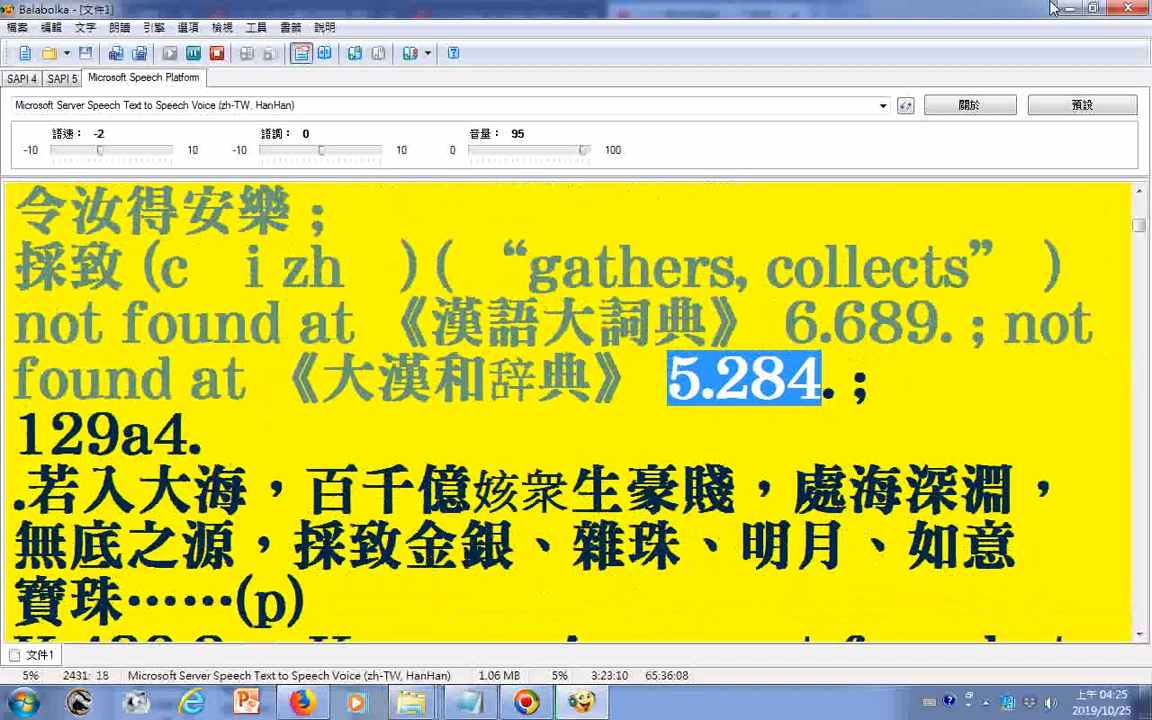 Balabolka - [文件1]
檔案 編輯 文字 朗讀 引擎 選項 檢視 工具 書籤 說明
SAPI 4 SAPI 5 Microsoft Speech Platform
Microsoft Server Speech Text to Speech Voice (zh-TW, HanHan) 關於 預設
語速： -2 語調： 0 音量： 95
-10 10 -10 10 0 100
令汝得安樂；
採致 (c i zh )( “gathers, collects” )
not found at 《漢語大詞典》 6.689. ; not
found at 《大漢和辞典》 5.284. ;
129a4.
.若入大海，百千億姟衆生豪賤，處海深淵，
無底之源，採致金銀、雜珠、明月、如意
寶珠……(p)
文件1
5% 2431: 18 Microsoft Server Speech Text to Speech Voice (zh-TW, HanHan) 1.06 MB 5% 3:23:10 65:36:08
上午 04:25
2019/10/25